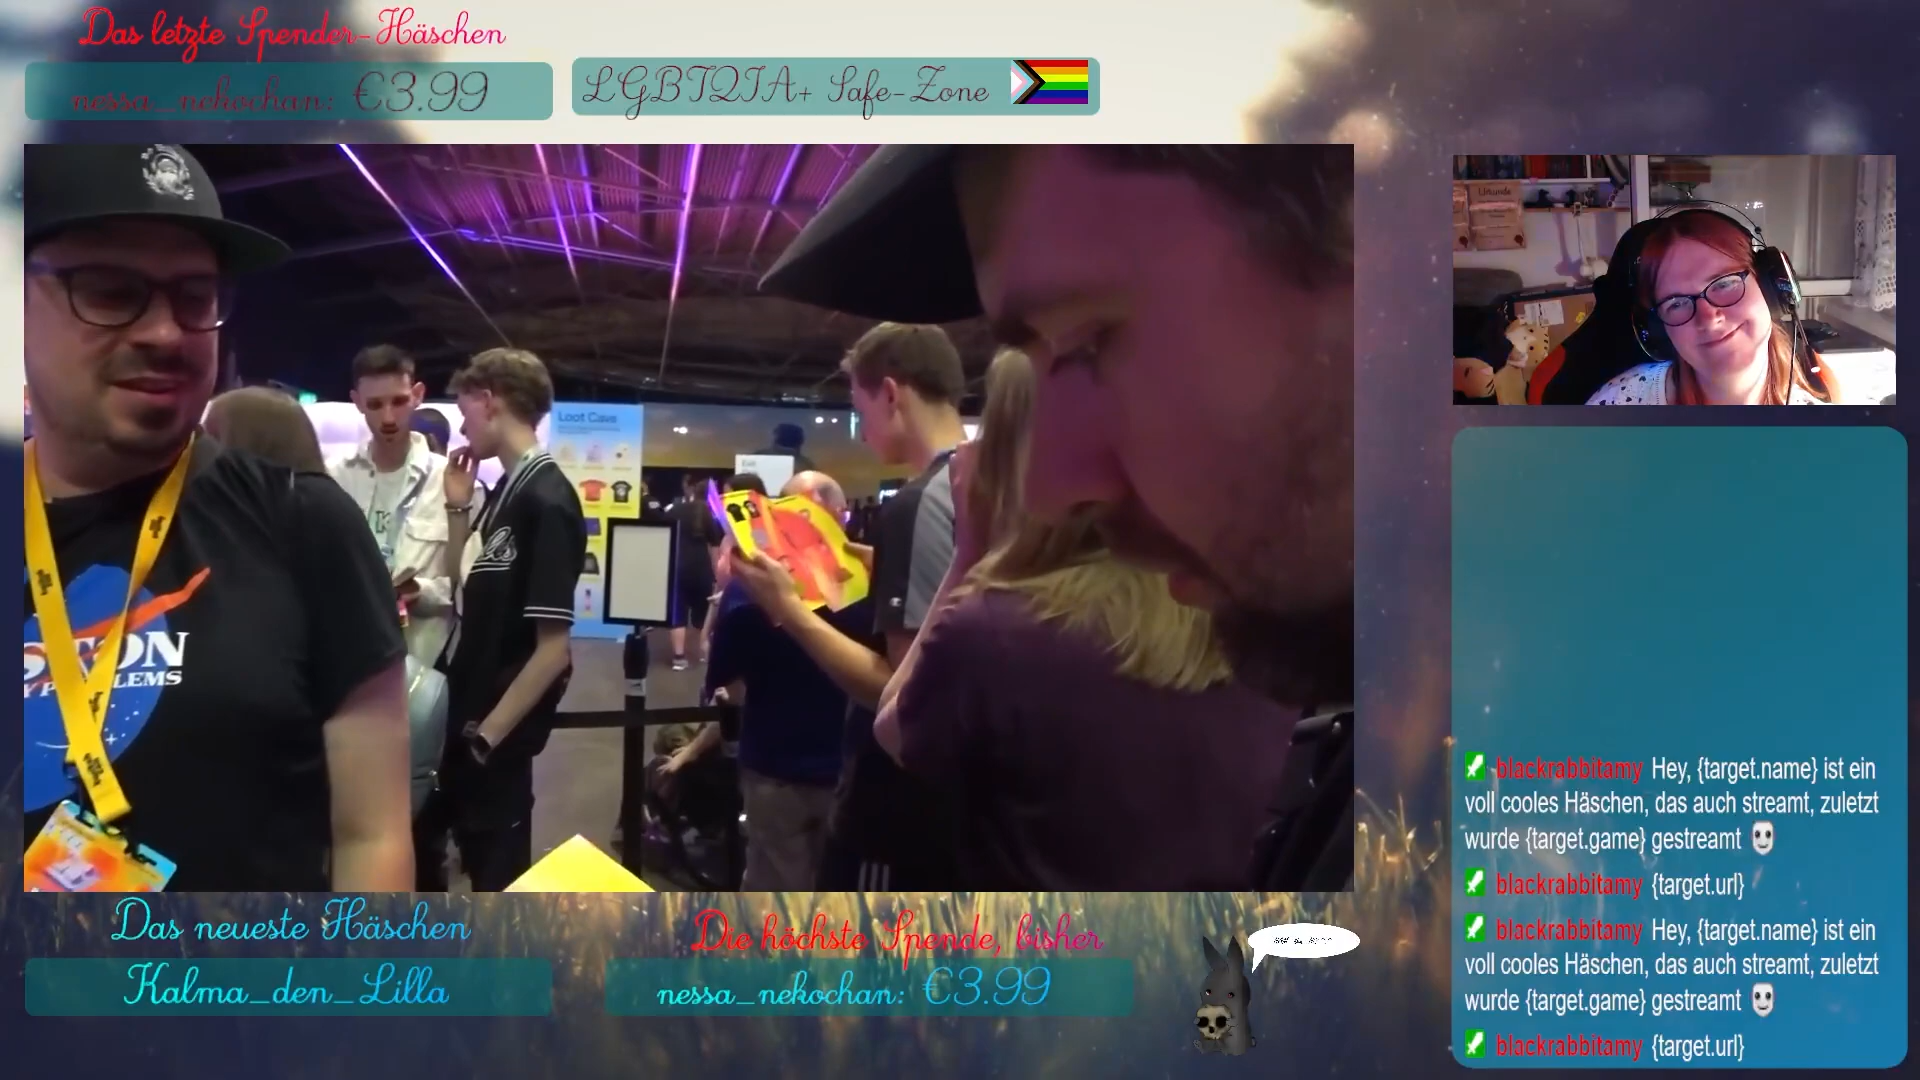 Das letzte Spender-Häschen
nessa_nekochan: €3.99
LGBTQIA+ Safe-Zone
Urkunde
Loot Cave
Exit
Das neueste Häschen
Kalma_den_Lilla
Die höchste Spende, bisher
nessa_nekochan: €3.99
blackrabbitamy Hey, {target.name} ist ein
voll cooles Häschen, das auch streamt, zuletzt
wurde {target.game} gestreamt
blackrabbitamy {target.url}
blackrabbitamy Hey, {target.name} ist ein
voll cooles Häschen, das auch streamt, zuletzt
wurde {target.game} gestreamt
blackrabbitamy {target.url}